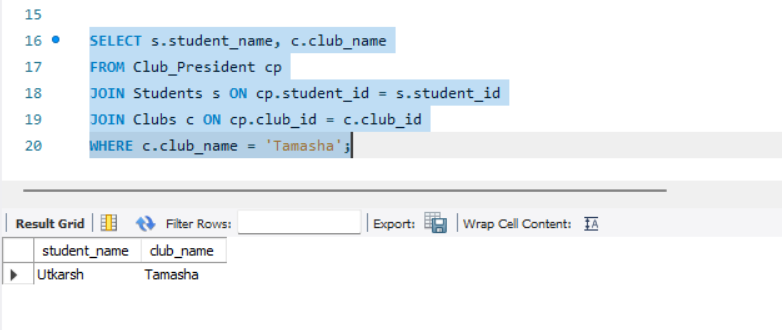 15
16 SELECT s.student_name, c.club_name
17 FROM Club_President cp
18 JOIN Students s ON cp.student_id = s.student_id
19 JOIN Clubs c ON cp.club_id = c.club_id
20 WHERE c.club_name = 'Tamasha';
Result Grid Filter Rows: Export: Wrap Cell Content: IA
student_name club_name
Utkarsh Tamasha